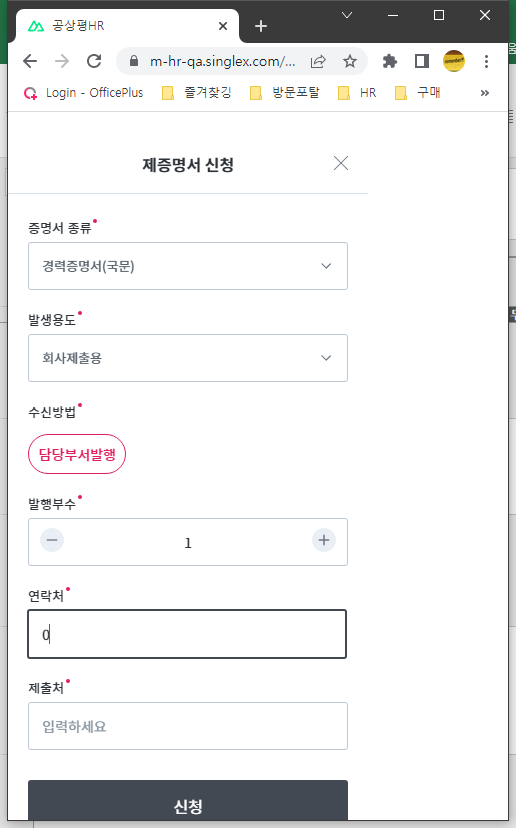 공상평HR
m-hr-qa.singlex.com/...
Login - OfficePlus 즐겨찾깅 방문포탈 HR 구매 »
제증명서 신청
증명서 종류
경력증명서(국문)
발생용도
회사제출용
수신방법
담당부서발행
발행부수
1
연락처
0
제출처
입력하세요
신청